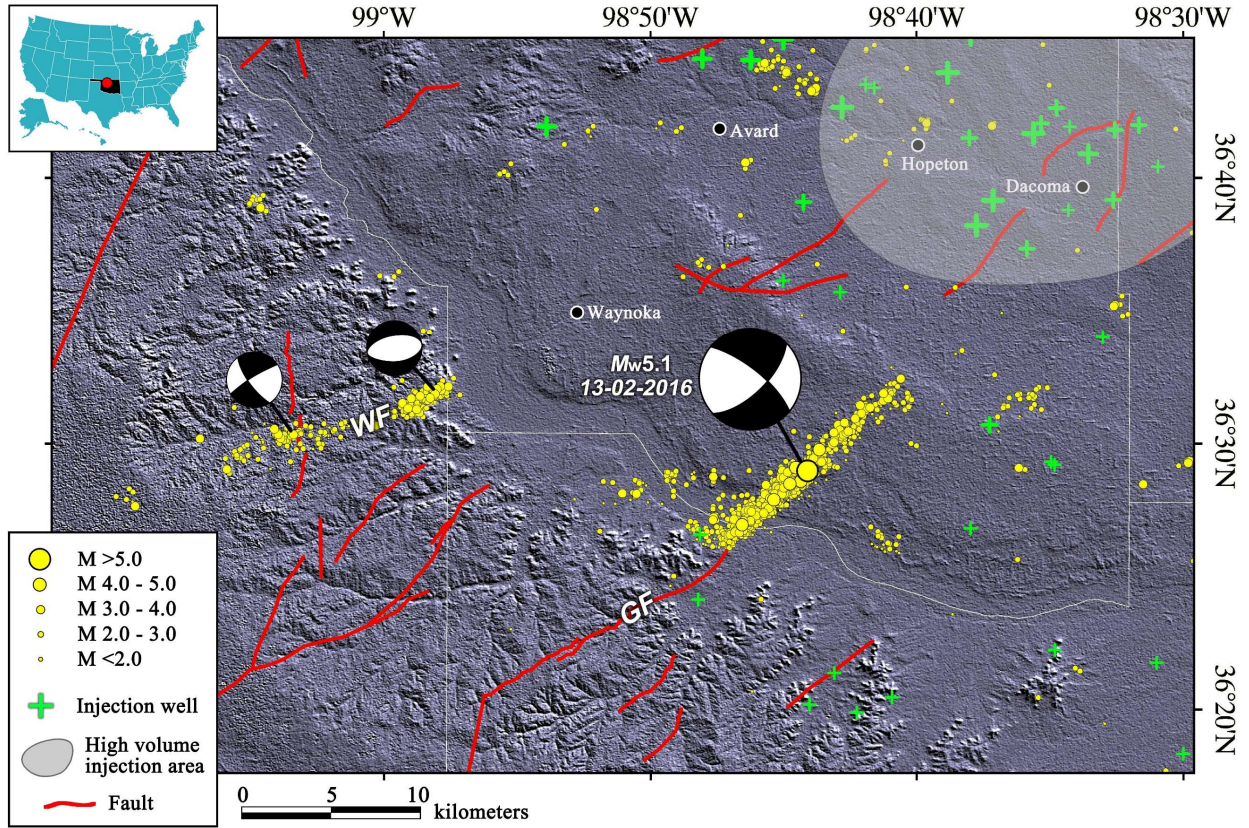 99°W
98°50'W
98°40'W
98°30'W
Avard
Hopeton
Dacoma
36°40'N
Waynoka
Mw5.1
13-02-2016
WF
36°30'N
GF
36°20'N
M >5.0
M 4.0 - 5.0
M 3.0 - 4.0
M 2.0 - 3.0
M <2.0
Injection well
High volume
injection area
Fault
0 5 10
kilometers